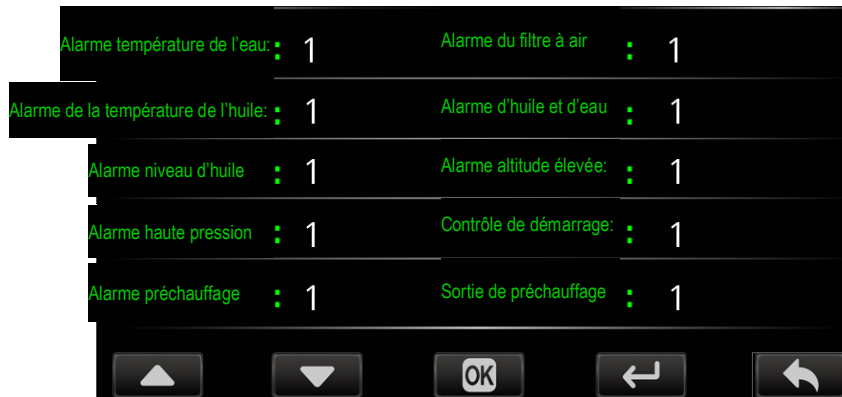 Alarme température de l'eau: : 1 Alarme du filtre à air : 1
Alarme de la température de l'huile: : 1 Alarme d'huile et d'eau : 1
Alarme niveau d'huile : 1 Alarme altitude élevée: : 1
Alarme haute pression : 1 Contrôle de démarrage: : 1
Alarme préchauffage : 1 Sortie de préchauffage : 1
OK